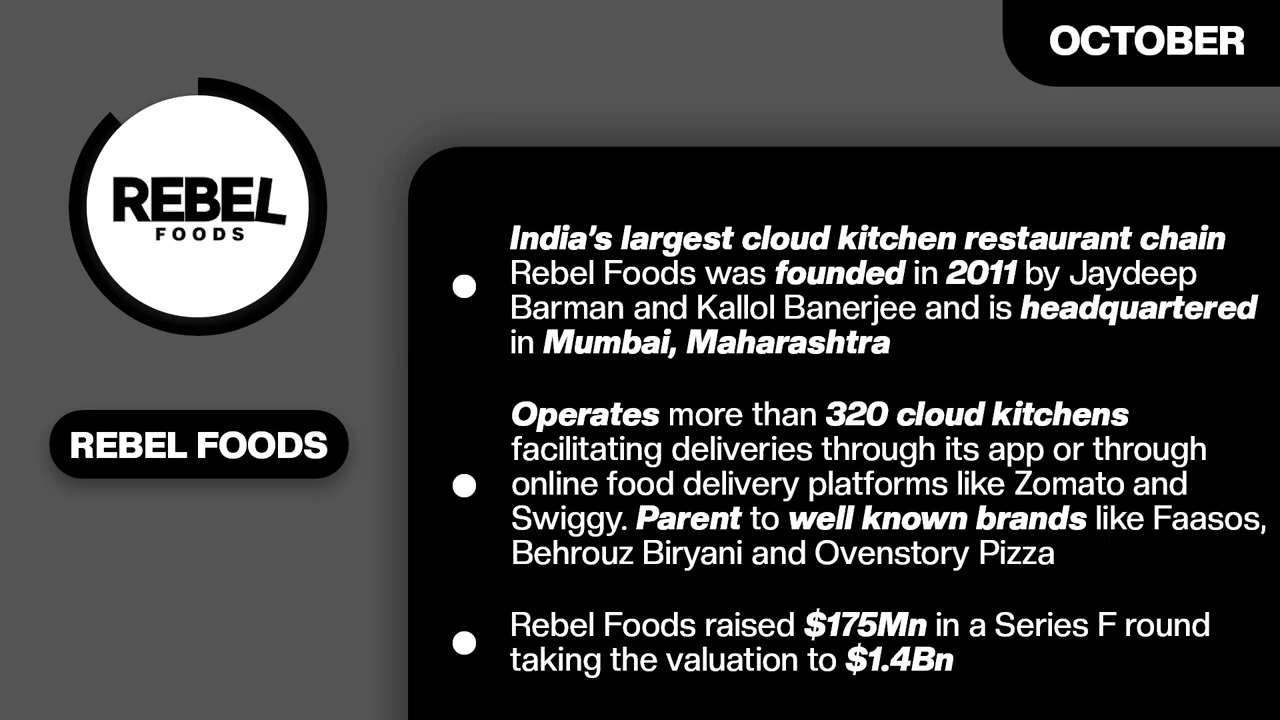 OCTOBER
REBEL
FOODS
REBEL FOODS
India's largest cloud kitchen restaurant chain
Rebel Foods was founded in 2011 by Jaydeep
Barman and Kallol Banerjee and is headquartered
in Mumbai, Maharashtra
Operates more than 320 cloud kitchens
facilitating deliveries through its app or through
online food delivery platforms like Zomato and
Swiggy. Parent to well known brands like Faasos,
Behrouz Biryani and Ovenstory Pizza
Rebel Foods raised $175Mn in a Series F round
taking the valuation to $1.4Bn